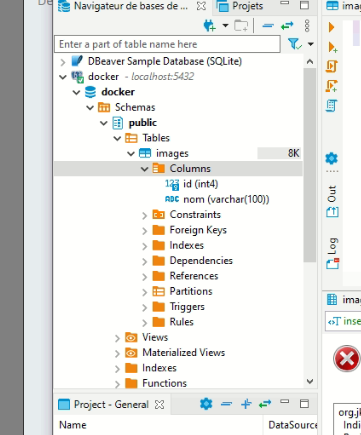 Navigateur de bases de...
Projets
ima
Enter a part of table name here
DBeaver Sample Database (SQLite)
docker - localhost:5432
docker
Schemas
public
Tables
images 8K
Columns
123 id (int4)
ABC nom (varchar(100))
Constraints
Foreign Keys
Indexes
Dependencies
References
Partitions
Triggers
Rules
Views
Materialized Views
Indexes
Functions
Out
Log
Project - General
Name DataSource
imag
inse
org.jk
Indi